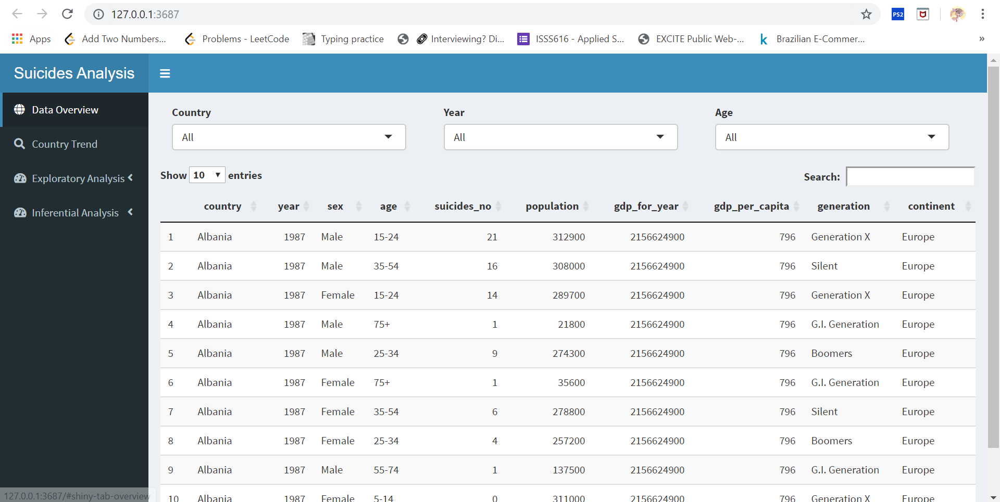 127.0.0.1:3687
PS2
Apps Add Two Numbers... Problems - LeetCode Typing practice Interviewing? Di... ISSS616 - Applied S... EXCITE Public Web-... Brazilian E-Commer... »
Suicides Analysis
Data Overview
Country Trend
Exploratory Analysis
Inferential Analysis
Country Year Age
All All All
Show 10 entries Search:
country year sex age suicides_no population gdp_for_year gdp_per_capita generation continent
1 Albania 1987 Male 15-24 21 312900 2156624900 796 Generation X Europe
2 Albania 1987 Male 35-54 16 308000 2156624900 796 Silent Europe
3 Albania 1987 Female 15-24 14 289700 2156624900 796 Generation X Europe
4 Albania 1987 Male 75+ 1 21800 2156624900 796 G.I. Generation Europe
5 Albania 1987 Male 25-34 9 274300 2156624900 796 Boomers Europe
6 Albania 1987 Female 75+ 1 35600 2156624900 796 G.I. Generation Europe
7 Albania 1987 Female 35-54 6 278800 2156624900 796 Silent Europe
8 Albania 1987 Female 25-34 4 257200 2156624900 796 Boomers Europe
9 Albania 1987 Male 55-74 1 137500 2156624900 796 G.I. Generation Europe
10 Albania 1987 Female 5-14 0 311000 2156624900 796 Generation X Europe
127.0.0.1:3687/#shiny-tab-overview